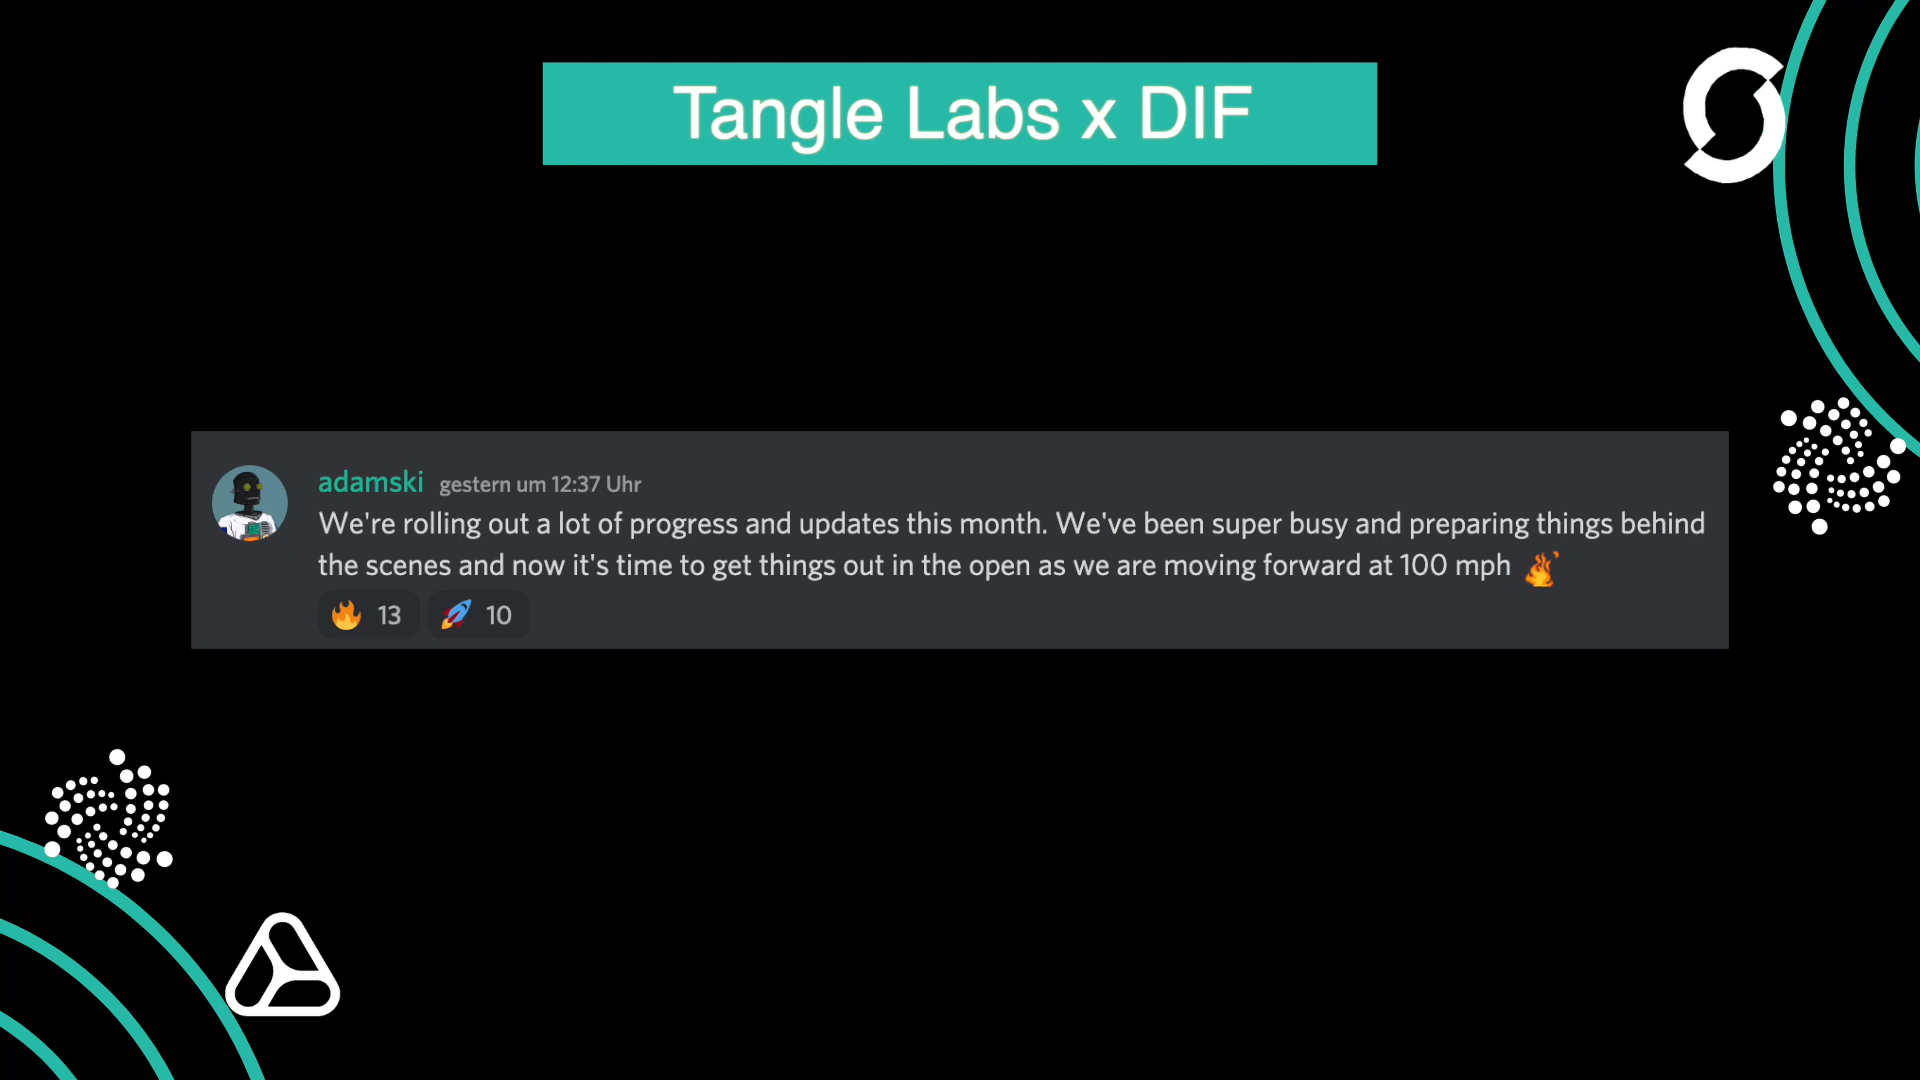 Tangle Labs x DIF
adamski gestern um 12:37 Uhr
We're rolling out a lot of progress and updates this month. We've been super busy and preparing things behind
the scenes and now it's time to get things out in the open as we are moving forward at 100 mph 🔥
🔥 13 🚀 10